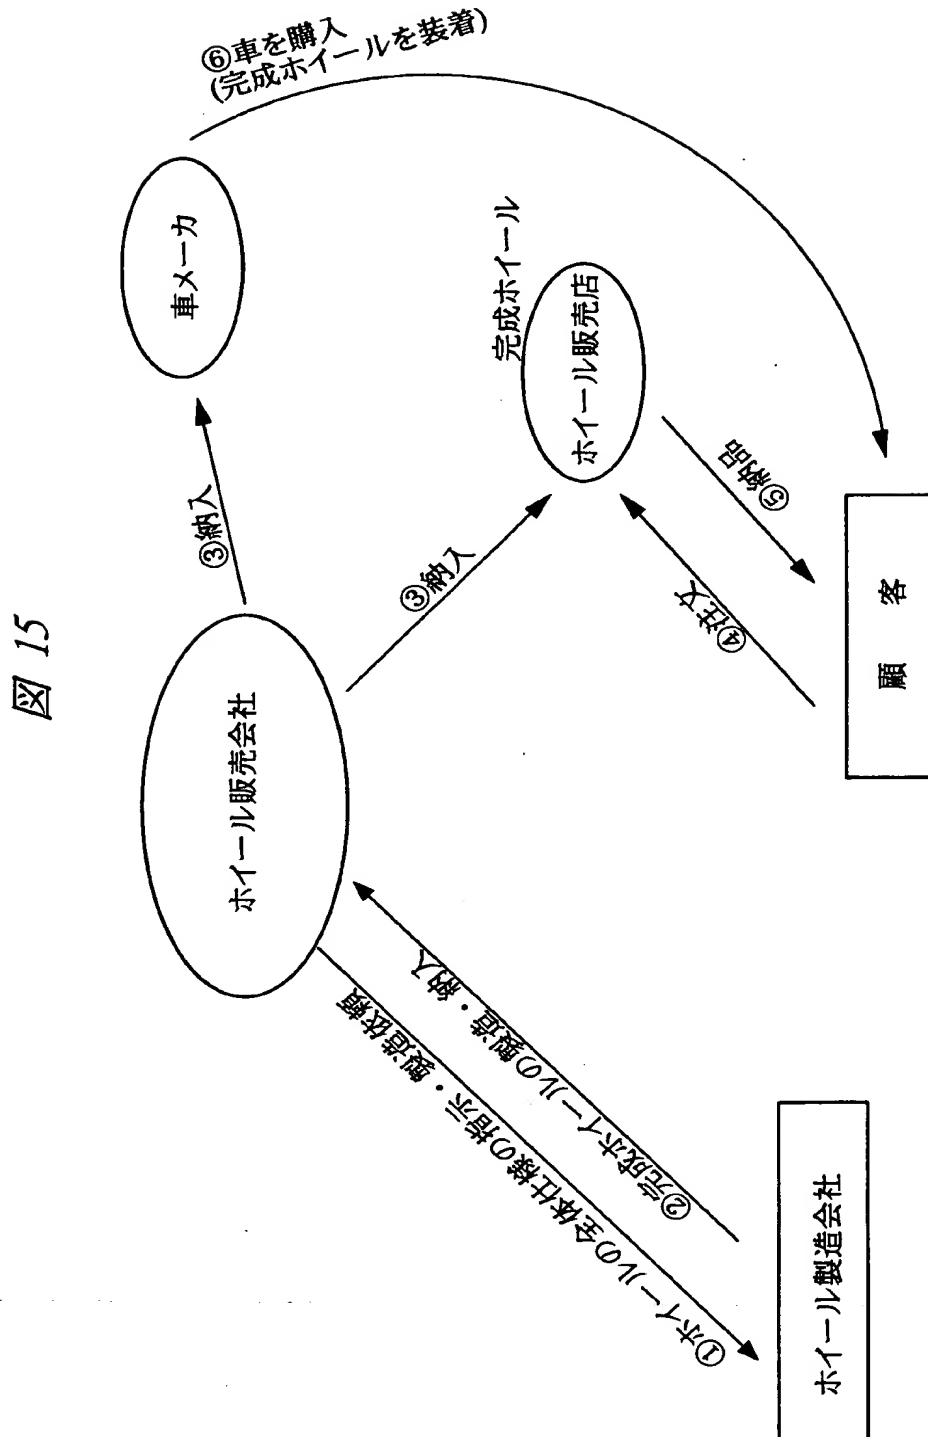 図 15
⑥車を購入
(完成ホイールを装着)
車メーカ
③納入
ホイール販売会社
③納入
完成ホイール
ホイール販売店
④注文
⑤納品
顧 客
①ホイールの全体仕様の指示・製造依頼
②完成ホイールの製造・納入
ホイール製造会社